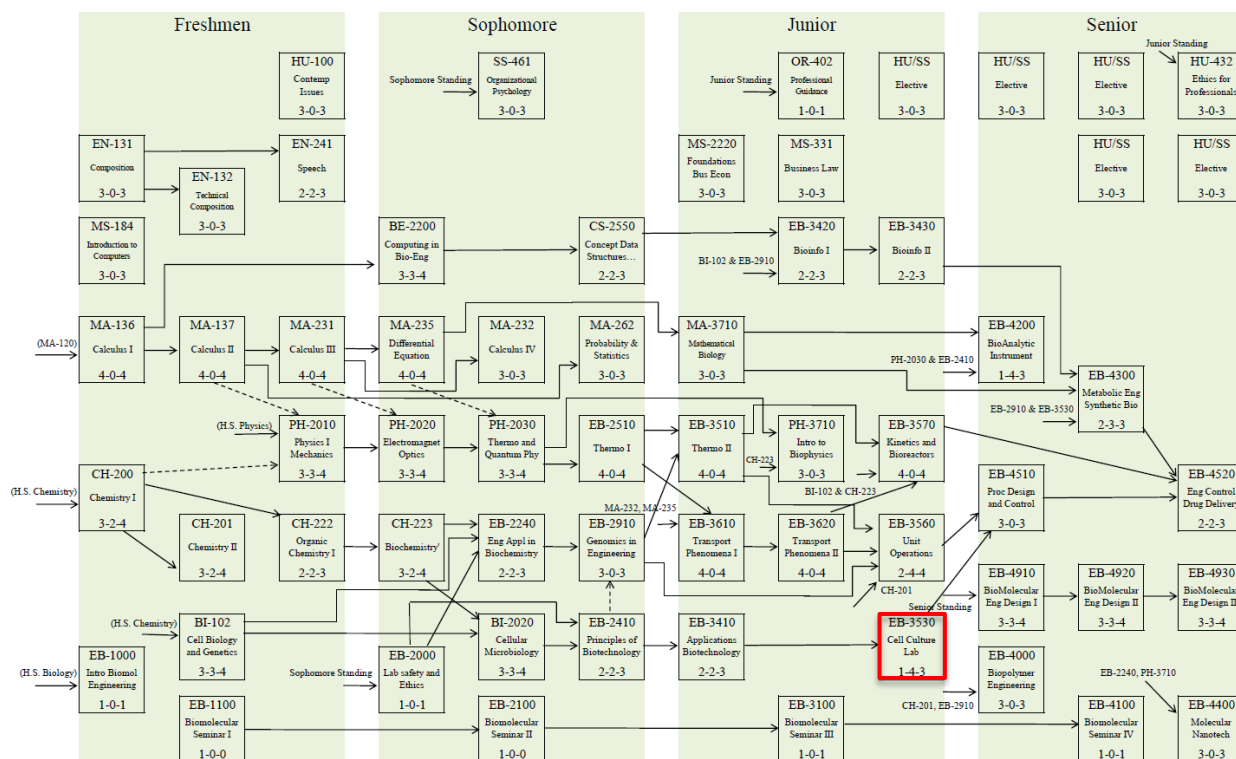 Freshmen
Sophomore
Junior
Senior
HU-100
Contemp
Issues
3-0-3
Sophomore Standing
SS-461
Organizational
Psychology
3-0-3
Junior Standing
OR-402
Professional
Guidance
1-0-1
HU/SS
Elective
3-0-3
HU/SS
Elective
3-0-3
HU/SS
Elective
3-0-3
Junior Standing
HU-432
Ethics for
Professionals
3-0-3
EN-131
Composition
3-0-3
EN-132
Technical
Composition
3-0-3
EN-241
Speech
2-2-3
MS-2220
Foundations
Bus Econ
3-0-3
MS-331
Business Law
3-0-3
HU/SS
Elective
3-0-3
HU/SS
Elective
3-0-3
MS-184
Introduction to
Computers
3-0-3
BE-2200
Computing in
Bio-Eng
3-3-4
CS-2550
Concept Data
Structures...
2-2-3
BI-102 & EB-2910
EB-3420
Bioinfo I
2-2-3
EB-3430
Bioinfo II
2-2-3
(MA-120)
MA-136
Calculus I
4-0-4
MA-137
Calculus II
4-0-4
MA-231
Calculus III
4-0-4
MA-235
Differential
Equation
4-0-4
MA-232
Calculus IV
3-0-3
MA-262
Probability &
Statistics
3-0-3
MA-3710
Mathematical
Biology
3-0-3
PH-2030 & EB-2410
EB-4200
BioAnalytic
Instrument
1-4-3
EB-2910 & EB-3530
EB-4300
Metabolic Eng
Synthetic Bio
2-3-3
(H.S. Physics)
PH-2010
Physics I
Mechanics
3-3-4
PH-2020
Electromagnet
Optics
3-3-4
PH-2030
Thermo and
Quantum Phy
3-3-4
EB-2510
Thermo I
4-0-4
EB-3510
Thermo II
4-0-4
CH-223
PH-3710
Intro to
Biophysics
3-0-3
BI-102 & CH-223
EB-3570
Kinetics and
Bioreactors
4-0-4
(H.S. Chemistry)
CH-200
Chemistry I
3-2-4
EB-4510
Proc Design
and Control
3-0-3
EB-4520
Eng Control
Drug Delivery
2-2-3
CH-201
Chemistry II
3-2-4
CH-222
Organic
Chemistry I
2-2-3
CH-223
Biochemistry'
3-2-4
EB-2240
Eng Appl in
Biochemistry
2-2-3
EB-2910
Genomics in
Engineering
3-0-3
MA-232, MA-235
EB-3610
Transport
Phenomena I
4-0-4
EB-3620
Transport
Phenomena II
4-0-4
EB-3560
Unit
Operations
2-4-4
CH-201
Senior Standing
EB-4910
BioMolecular
Eng Design I
3-3-4
EB-4920
BioMolecular
Eng Design II
3-3-4
EB-4930
BioMolecular
Eng Design II
3-3-4
(H.S. Chemistry)
BI-102
Cell Biology
and Genetics
3-3-4
(H.S. Biology)
EB-1000
Intro Biomol
Engineering
1-0-1
Sophomore Standing
EB-2000
Lab safety and
Ethics
1-0-1
BI-2020
Cellular
Microbiology
3-3-4
EB-2410
Principles of
Biotechnology
2-2-3
EB-3410
Applications
Biotechnology
2-2-3
EB-3530
Cell Culture
Lab
1-4-3
CH-201, EB-2910
EB-4000
Biopolymer
Engineering
3-0-3
EB-2240, PH-3710
EB-1100
Biomolecular
Seminar I
1-0-0
EB-2100
Biomolecular
Seminar II
1-0-0
EB-3100
Biomolecular
Seminar III
1-0-1
EB-4100
Biomolecular
Seminar IV
1-0-1
EB-4400
Molecular
Nanotech
3-0-3